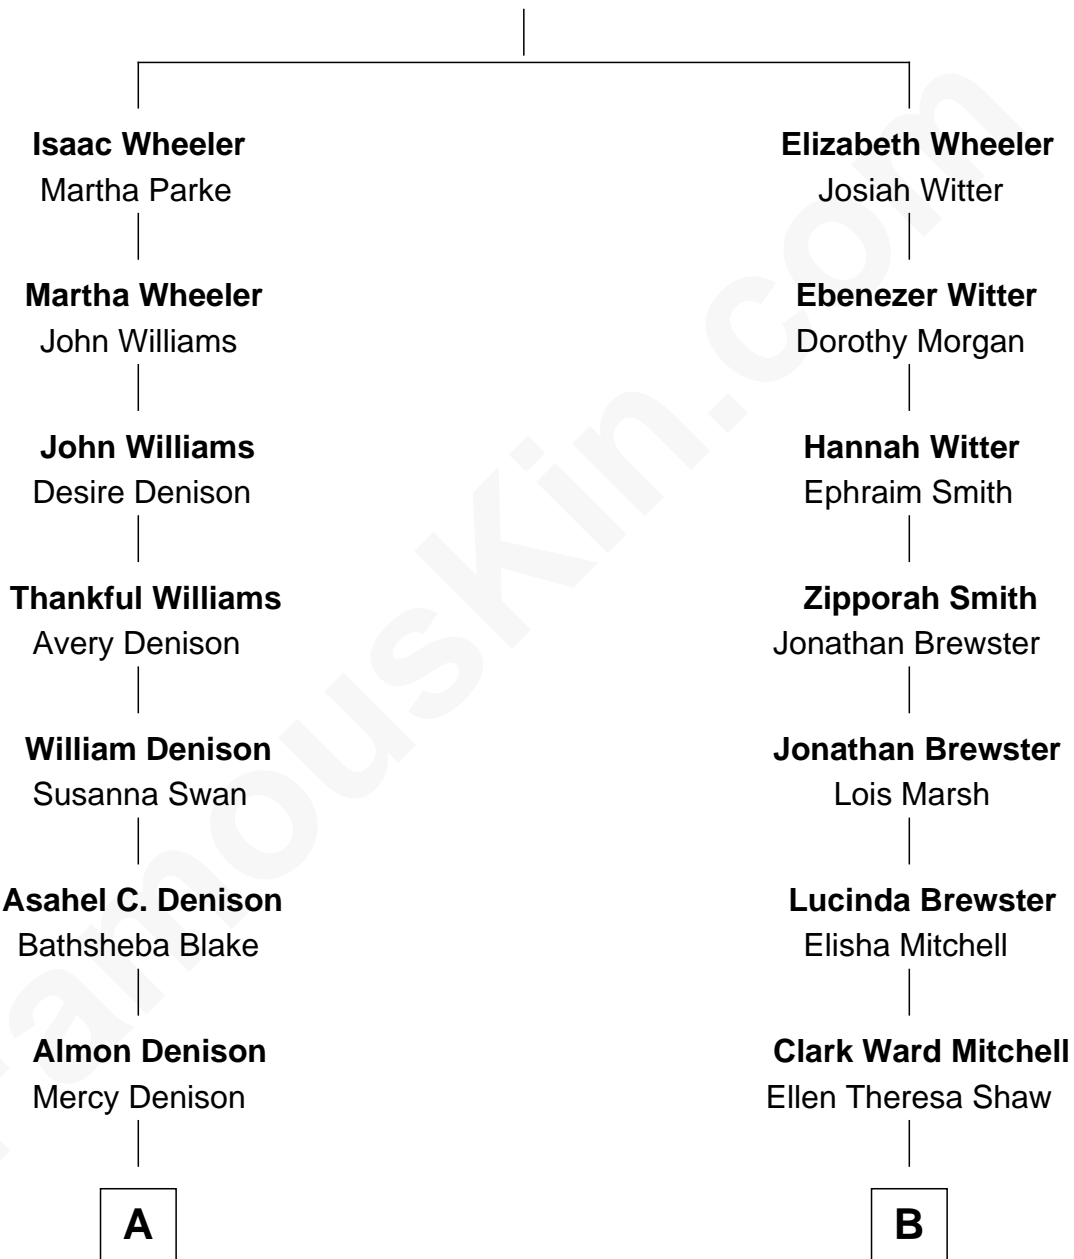 Isaac Wheeler
Martha Parke
Martha Wheeler
John Williams
John Williams
Desire Denison
Thankful Williams
Avery Denison
William Denison
Susanna Swan
Asahel C. Denison
Bathsheba Blake
Almon Denison
Mercy Denison
A
Elizabeth Wheeler
Josiah Witter
Ebenezer Witter
Dorothy Morgan
Hannah Witter
Ephraim Smith
Zipporah Smith
Jonathan Brewster
Jonathan Brewster
Lois Marsh
Lucinda Brewster
Elisha Mitchell
Clark Ward Mitchell
Ellen Theresa Shaw
B
FamousKin.com